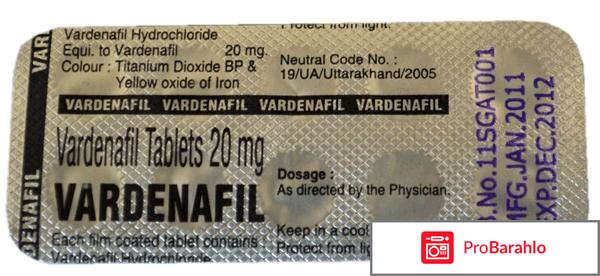 Protect from light.
Vardenafil Hydrochloride
Equi. to Vardenafil 20 mg.
Colour : Titanium Dioxide BP &
Yellow oxide of Iron
Neutral Code No. :
19/UA/Uttarakhand/2005
VARDENAFIL VARDENAFIL VARDENAFIL VARDENAFIL
Vardenafil Tablets 20 mg
VARDENAFIL
Dosage :
As directed by the Physician.
Each film coated tablet contains :
Vardenafil Hydrochloride
Keep in a cool
Protect from
VARD
DENAFIL
B.No.11SGAT001
MFG.JAN.2011
EXP.DEC.2012
ProBarahlo